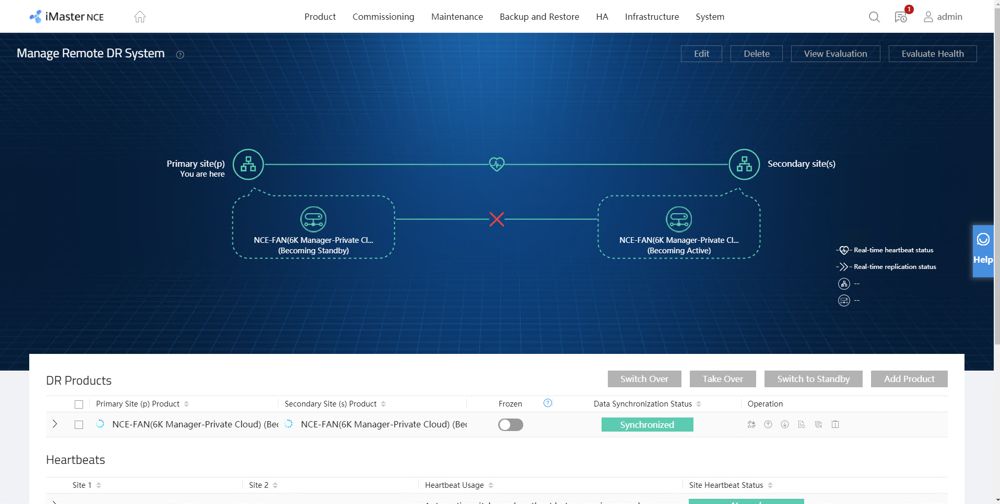 iMaster NCE
Product Commissioning Maintenance Backup and Restore HA Infrastructure System
1
admin
Manage Remote DR System ?
Edit Delete View Evaluation Evaluate Health
Primary site(p)
You are here
Secondary site(s)
NCE-FAN(6K Manager-Private Cl...
(Becoming Standby)
NCE-FAN(6K Manager-Private Cl...
(Becoming Active)
Real-time heartbeat status
Real-time replication status
--
--
Help
DR Products
Switch Over Take Over Switch to Standby Add Product
Primary Site (p) Product Secondary Site (s) Product Frozen ? Data Synchronization Status Operation
NCE-FAN(6K Manager-Private Cloud) (Bec NCE-FAN(6K Manager-Private Cloud) (Bec Synchronized
Heartbeats
Site 1 Site 2 Heartbeat Usage Site Heartbeat Status